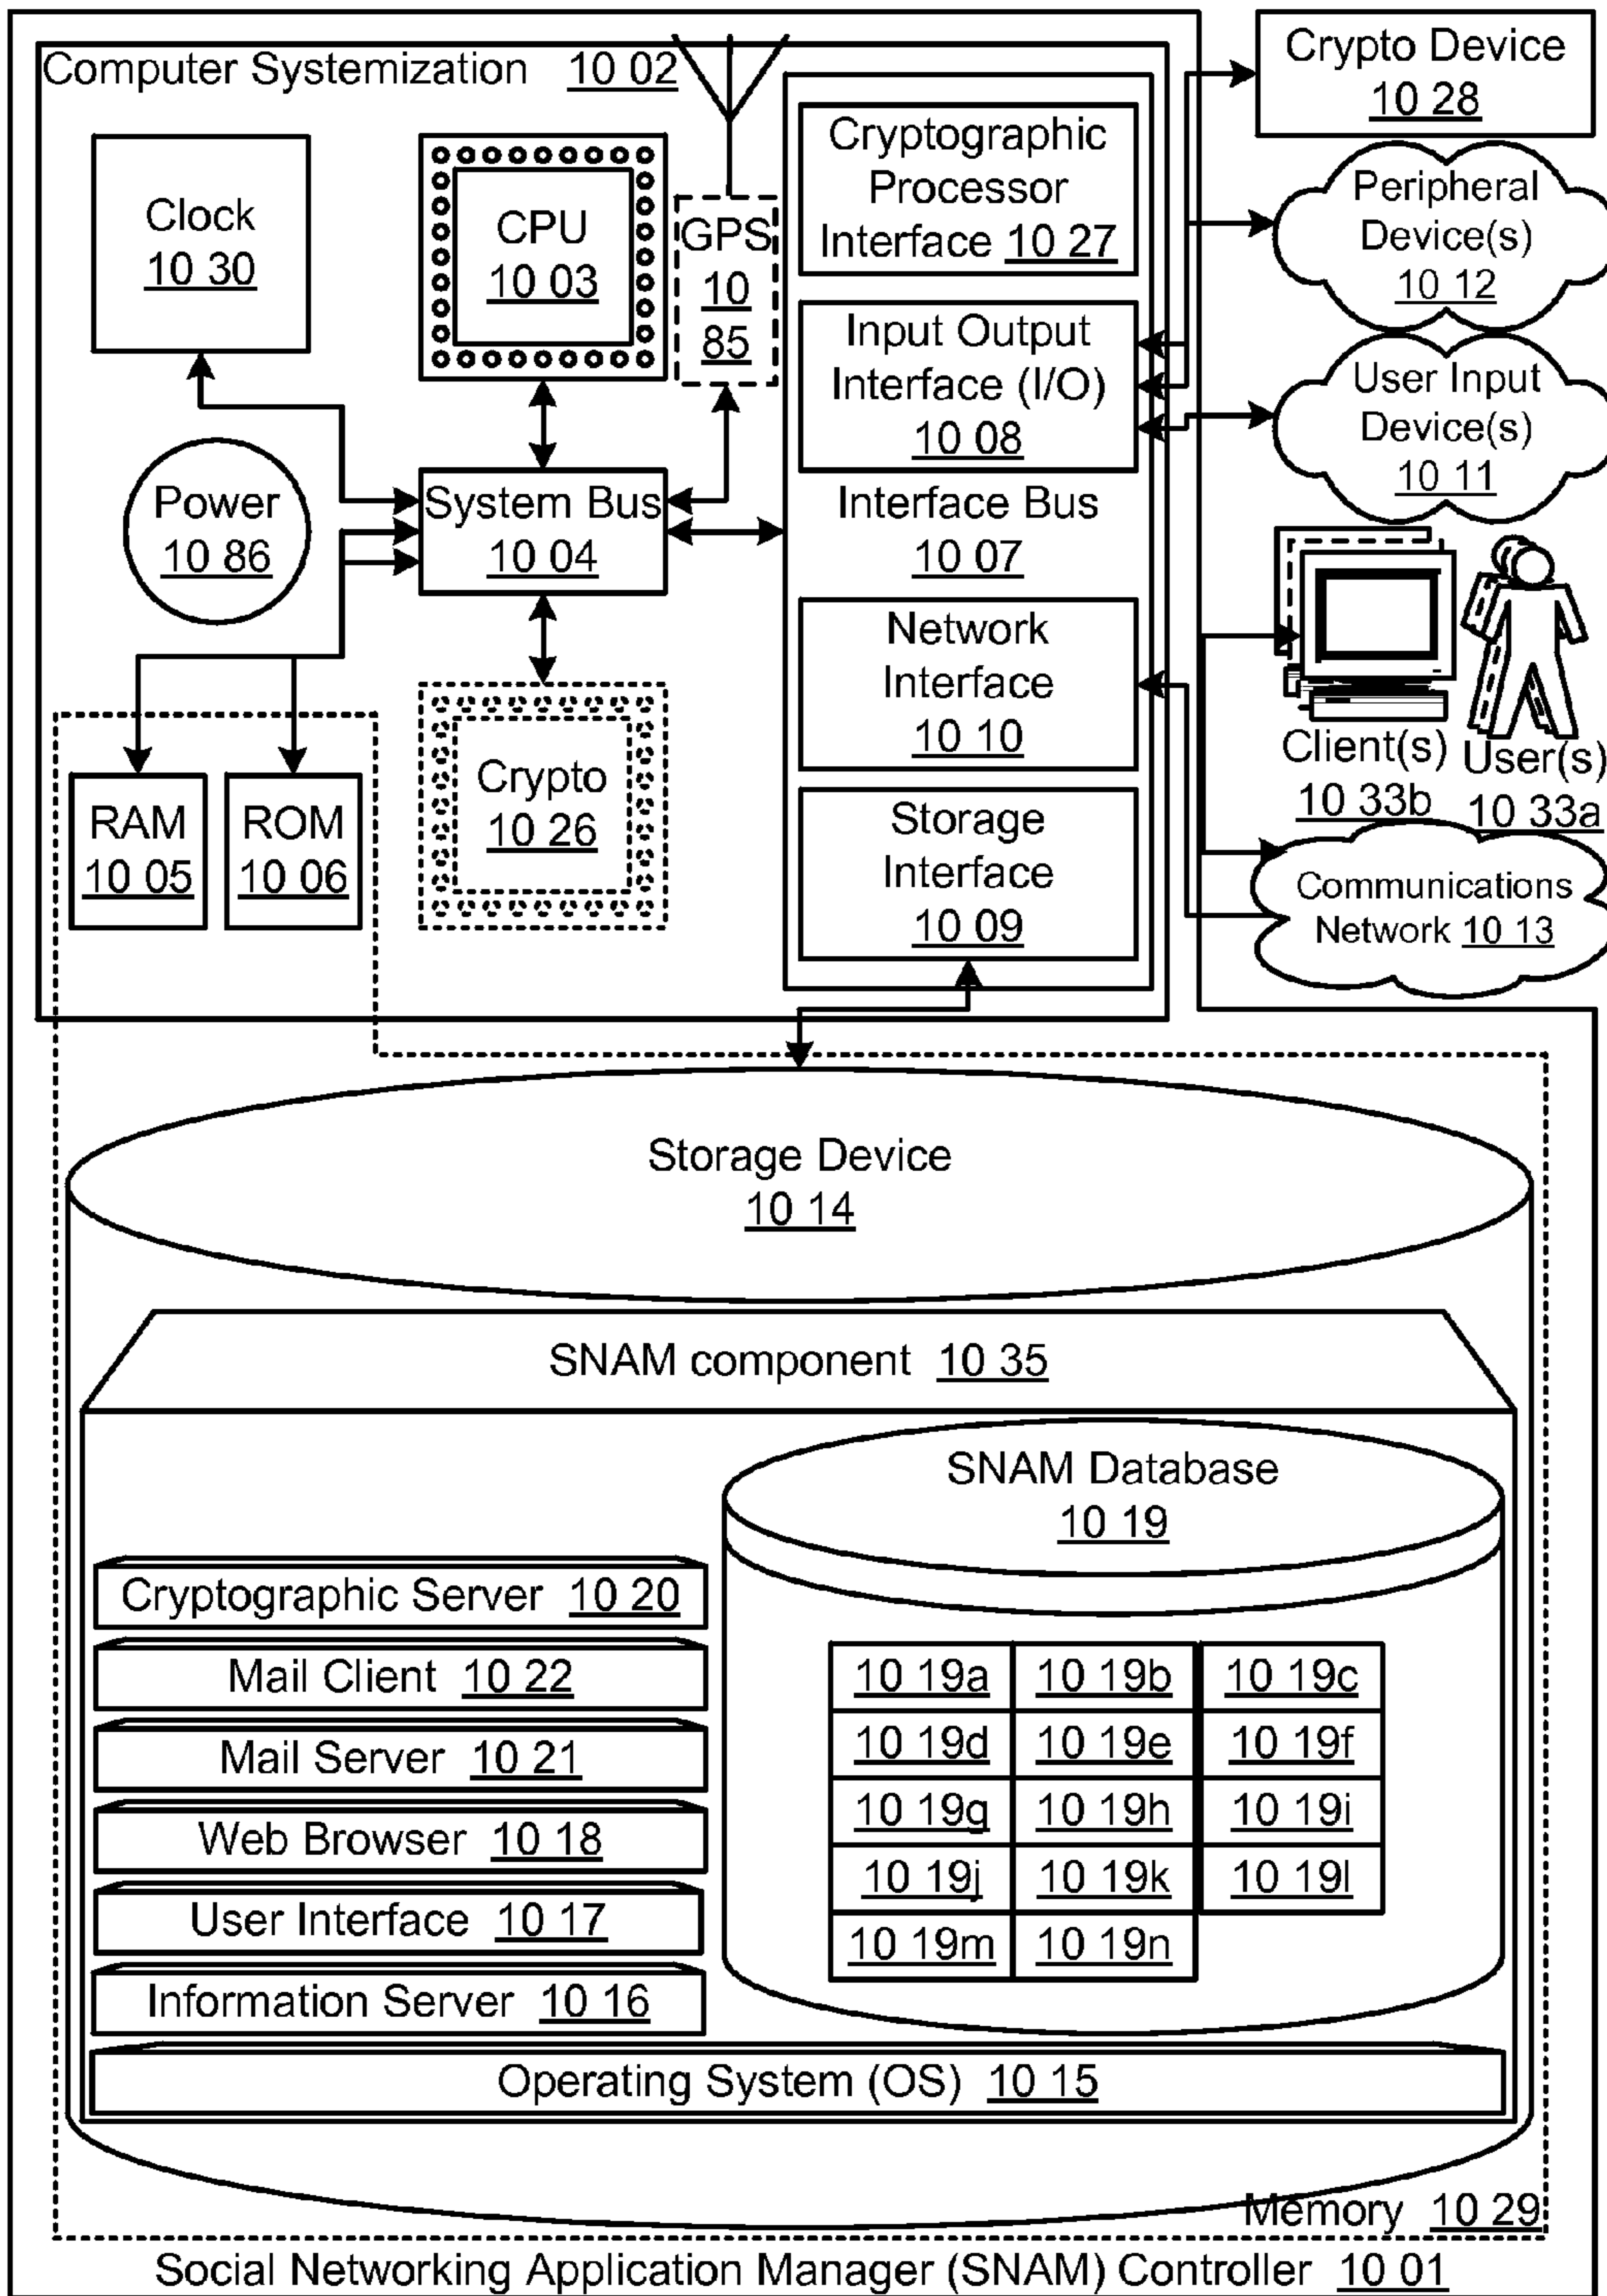 Computer Systemization 10 02
Clock
10 30
CPU
10 03
GPS
10
85
Power
10 86
System Bus
10 04
RAM
10 05
ROM
10 06
Crypto
10 26
Cryptographic
Processor
Interface 10 27
Input Output
Interface (I/O)
10 08
Interface Bus
10 07
Network
Interface
10 10
Storage
Interface
10 09
Crypto Device
10 28
Peripheral
Device(s)
10 12
User Input
Device(s)
10 11
Client(s)
10 33b
User(s)
10 33a
Communications
Network 10 13
Storage Device
10 14
SNAM component 10 35
SNAM Database
10 19
Cryptographic Server 10 20
Mail Client 10 22
Mail Server 10 21
Web Browser 10 18
User Interface 10 17
Information Server 10 16
10 19a 10 19b 10 19c
10 19d 10 19e 10 19f
10 19g 10 19h 10 19i
10 19j 10 19k 10 19l
10 19m 10 19n
Operating System (OS) 10 15
Memory 10 29
Social Networking Application Manager (SNAM) Controller 10 01